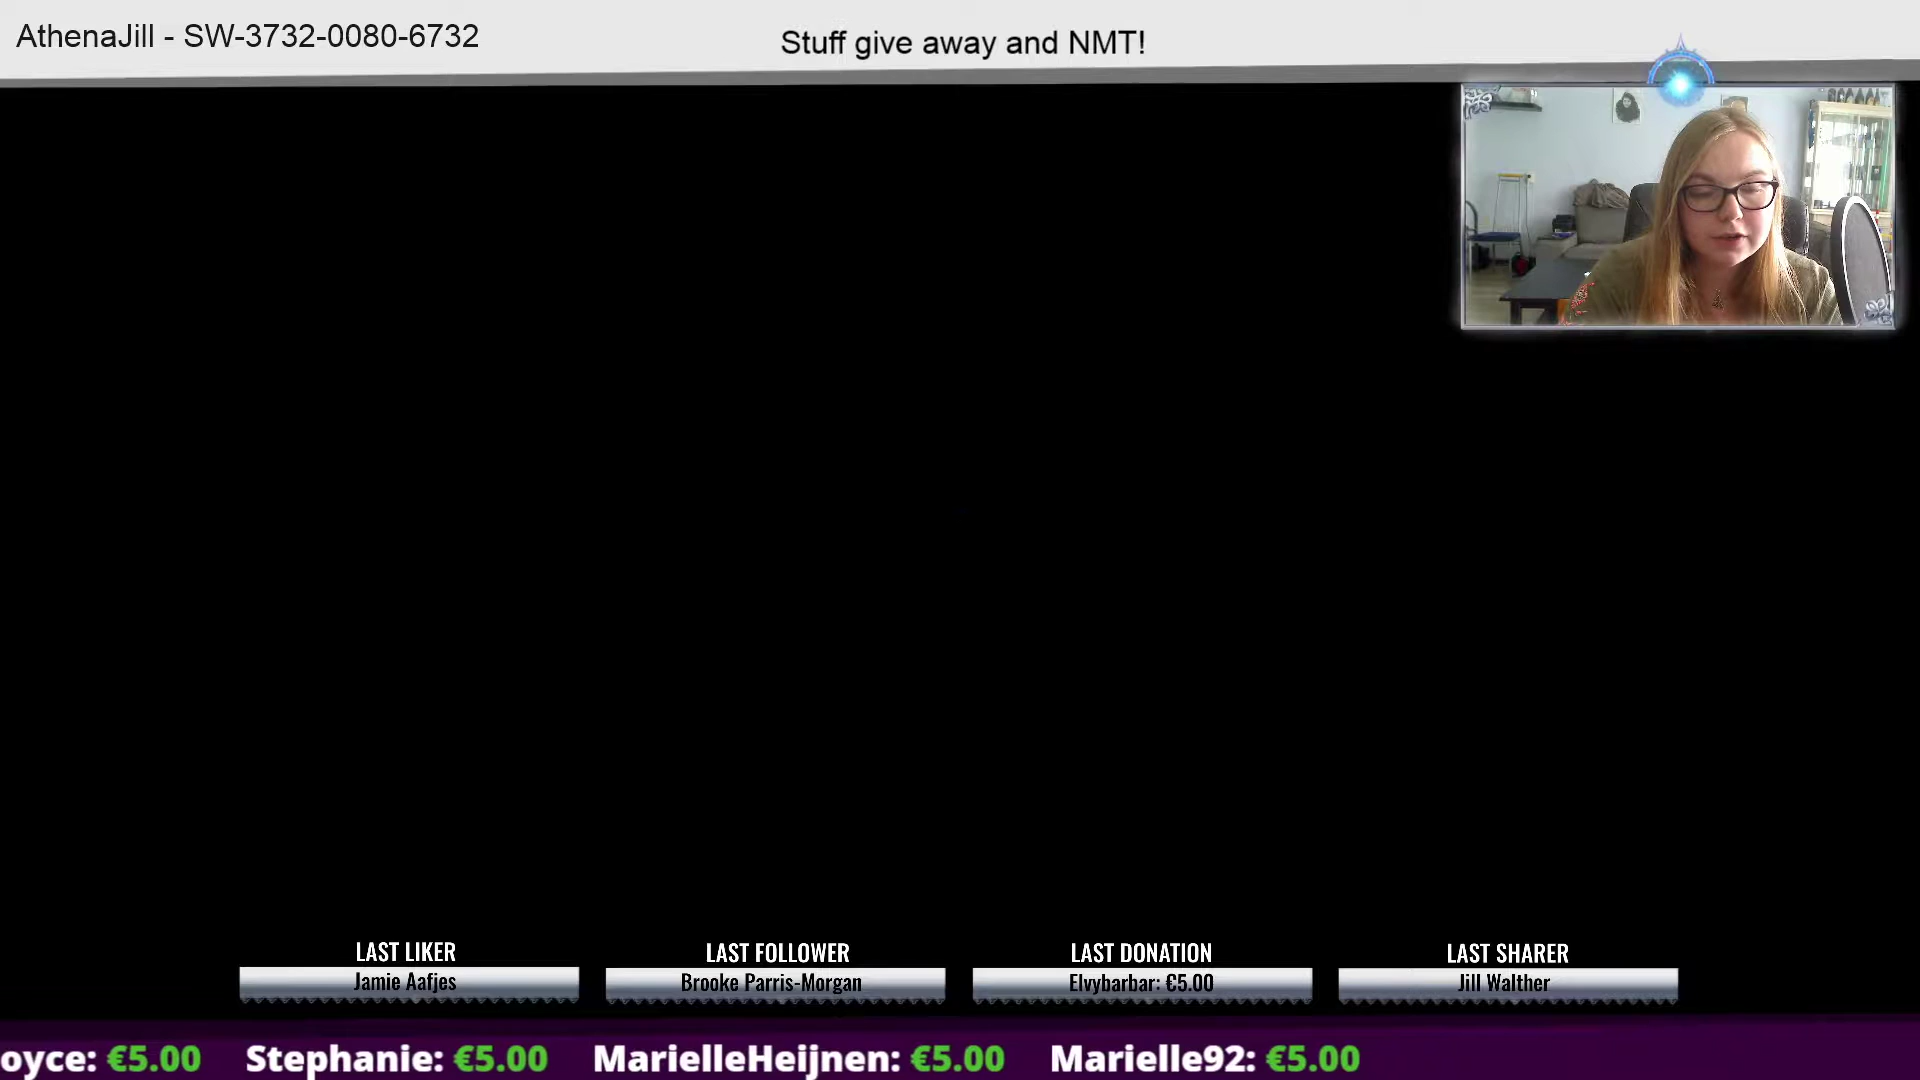 AthenaJill - SW-3732-0080-6732
Stuff give away and NMT!
LAST LIKER
Jamie Aafjes
LAST FOLLOWER
Brooke Parris-Morgan
LAST DONATION
Elvybarbar: €5.00
LAST SHARER
Jill Walther
oyce: €5.00 Stephanie: €5.00 MarielleHeijnen: €5.00 Marielle92: €5.00